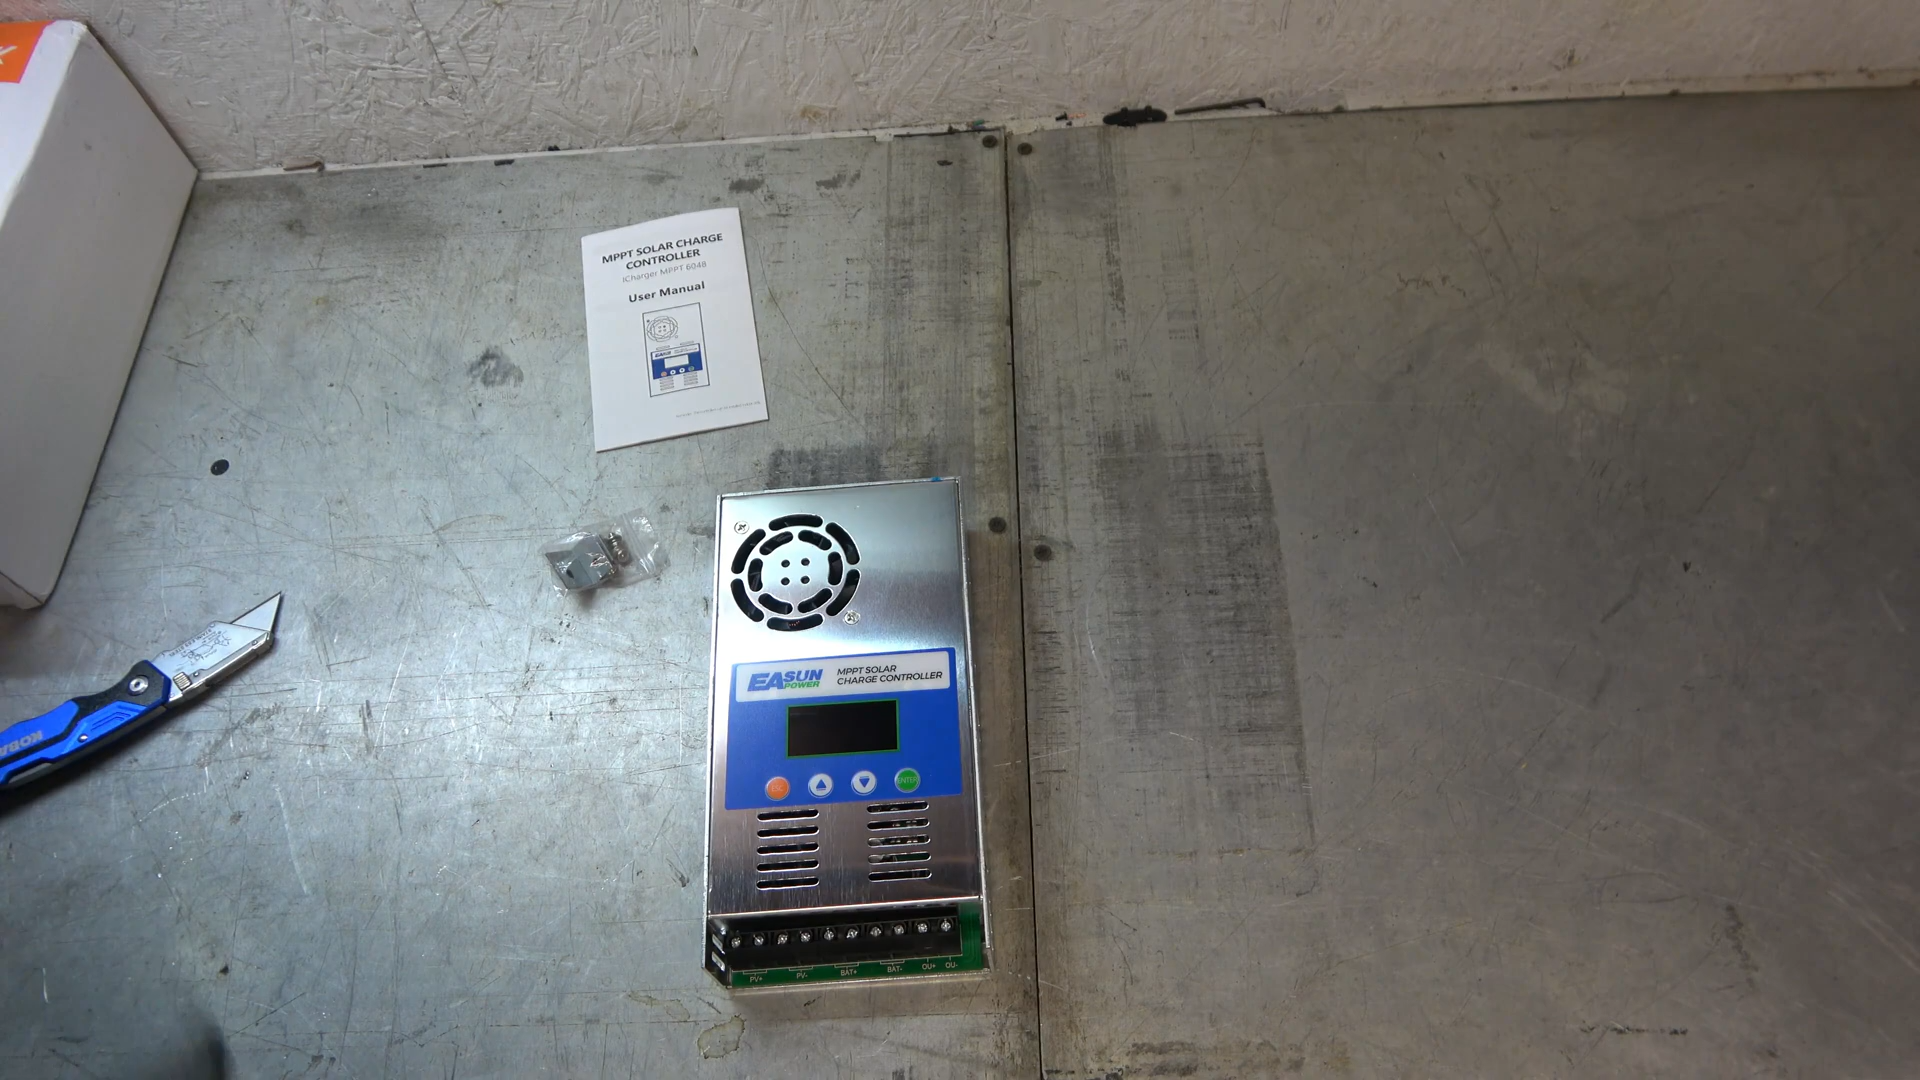 MPPT SOLAR CHARGE
CONTROLLER
ICharger MPPT 6048
User Manual
EASUN
POWER
MPPT SOLAR
CHARGE CONTROLLER
ESC
ENTER
PV+ PV- BAT+ BAT- OU+ OU-
KOBA